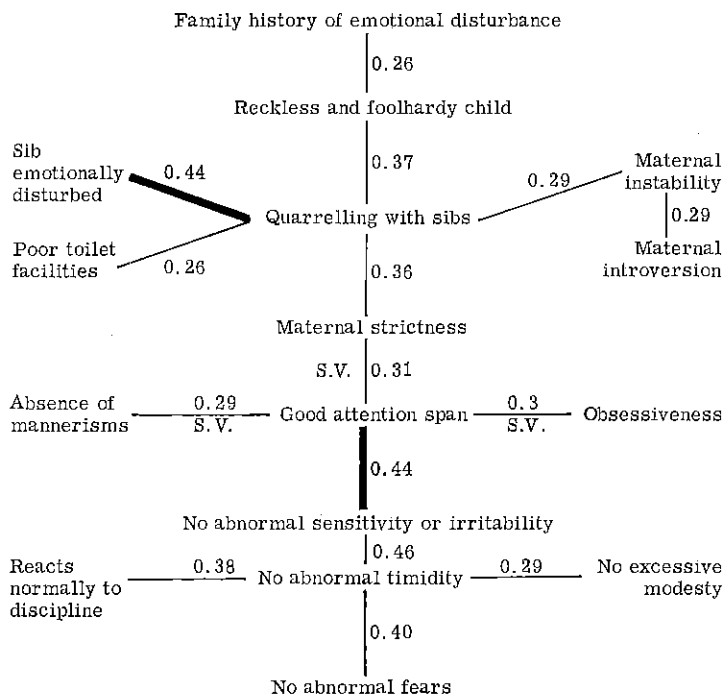 Family history of emotional disturbance
0.26
Reckless and foolhardy child
Sib
emotionally
disturbed
0.44
0.37
0.29
Maternal
instability
Quarrelling with sibs
0.29
Poor toilet
facilities
0.26
0.36
Maternal
introversion
Maternal strictness
S.V.
0.31
Absence of
mannerisms
0.29
S.V.
Good attention span
0.3
S.V.
Obsessiveness
0.44
No abnormal sensitivity or irritability
0.46
Reacts
normally to
discipline
0.38
No abnormal timidity
0.29
No excessive
modesty
0.40
No abnormal fears